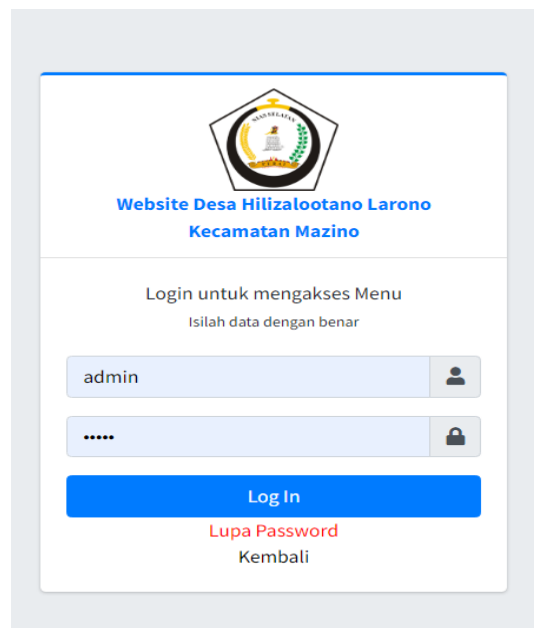 NIAS SELATAN
Website Desa Hilizalootano Larono
Kecamatan Mazino
Login untuk mengakses Menu
Isilah data dengan benar
admin
•••••
Log In
Lupa Password
Kembali